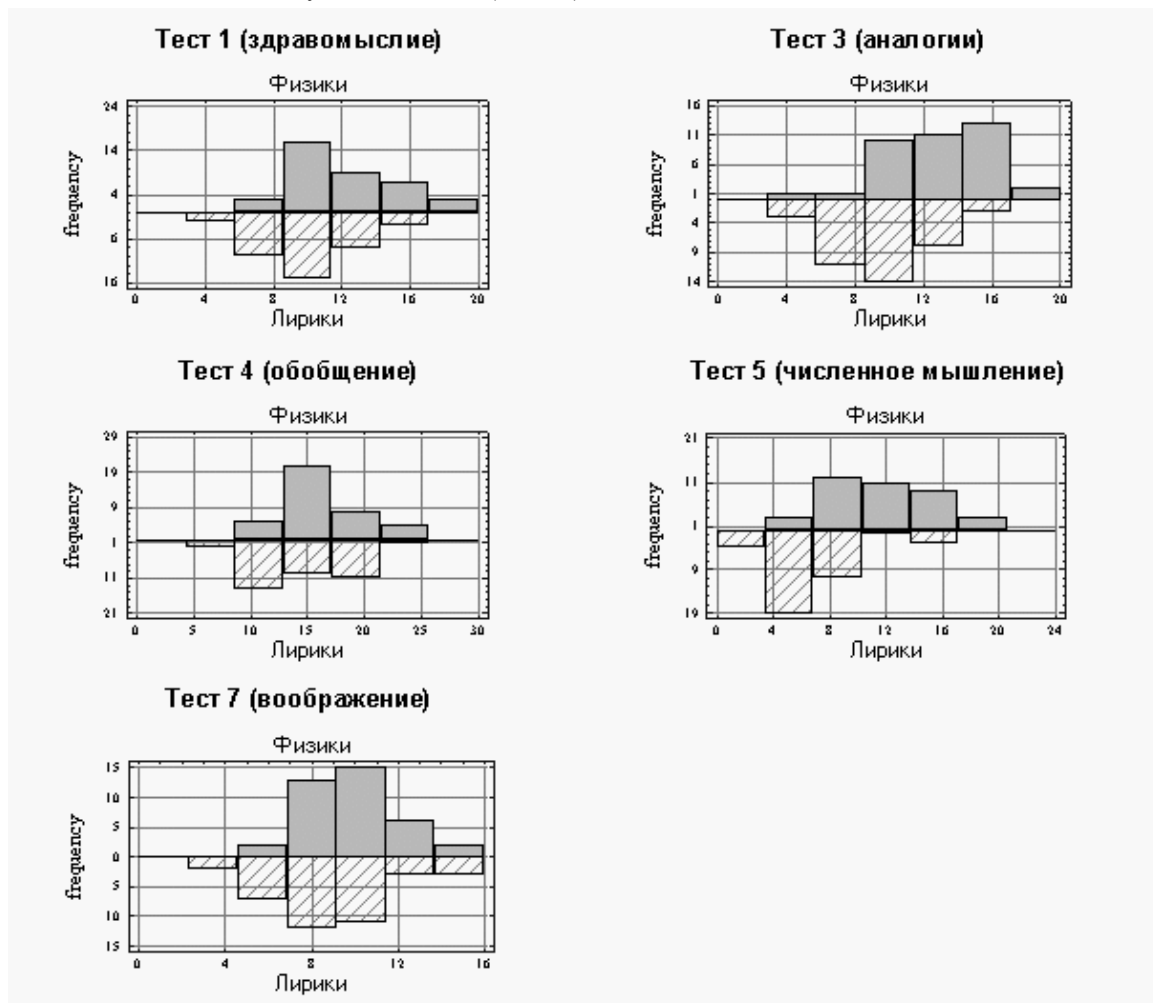 Тест 1 (здравомыслие)
Физики
24
14
4
6
16
frequency
0 4 8 12 16 20
Лирики
Тест 3 (аналогии)
Физики
16
11
6
1
4
9
14
frequency
0 4 8 12 16 20
Лирики
Тест 4 (обобщение)
Физики
29
19
9
1
11
21
frequency
0 5 10 15 20 25 30
Лирики
Тест 5 (численное мышление)
Физики
21
11
1
9
19
frequency
0 4 8 12 16 20 24
Лирики
Тест 7 (воображение)
Физики
15
10
5
0
5
10
15
frequency
0 4 8 12 16
Лирики